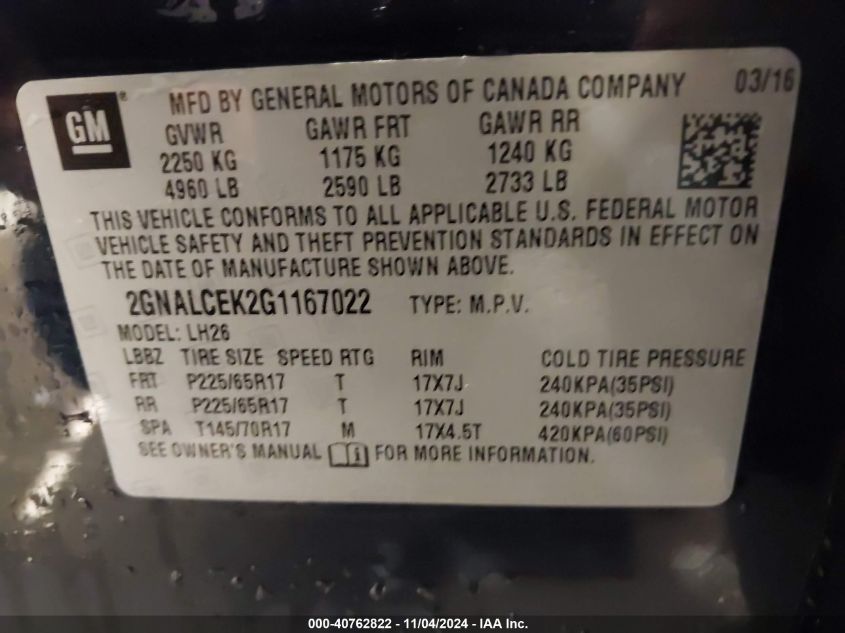 GM®
MFD BY GENERAL MOTORS OF CANADA COMPANY 03/16
GVWR GAWR FRT GAWR RR
2250 KG 1175 KG 1240 KG
4960 LB 2590 LB 2733 LB
THIS VEHICLE CONFORMS TO ALL APPLICABLE U.S. FEDERAL MOTOR
VEHICLE SAFETY AND THEFT PREVENTION STANDARDS IN EFFECT ON
THE DATE OF MANUFACTURE SHOWN ABOVE.
2GNALCEK2G1167022 TYPE: M.P.V.
MODEL: LH26
LBBZ TIRE SIZE SPEED RTG RIM COLD TIRE PRESSURE
FRT P225/65R17 T 17X7J 240KPA(35PSI)
RR P225/65R17 T 17X7J 240KPA(35PSI)
SPA T145/70R17 M 17X4.5T 420KPA(60PSI)
SEE OWNER'S MANUAL FOR MORE INFORMATION.
000-40762822 - 11/04/2024 - IAA Inc.